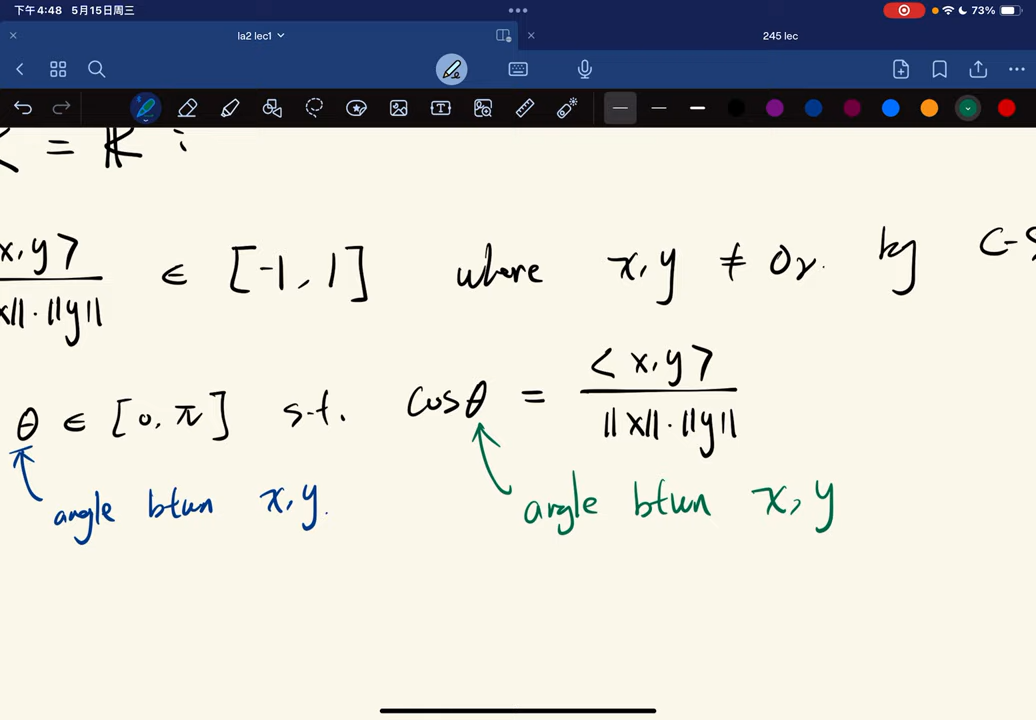 下午4:48 5月15日周三
73%
la2 lec1
245 lec
= ℝ :
x,y>
x||·||y|| ∈ [-1, 1] where x,y ≠ 0v. by C-S
θ ∈ [0, π] s.t. cosθ = <x,y> / ||x||·||y||
angle btwn x,y.
angle btwn x, y